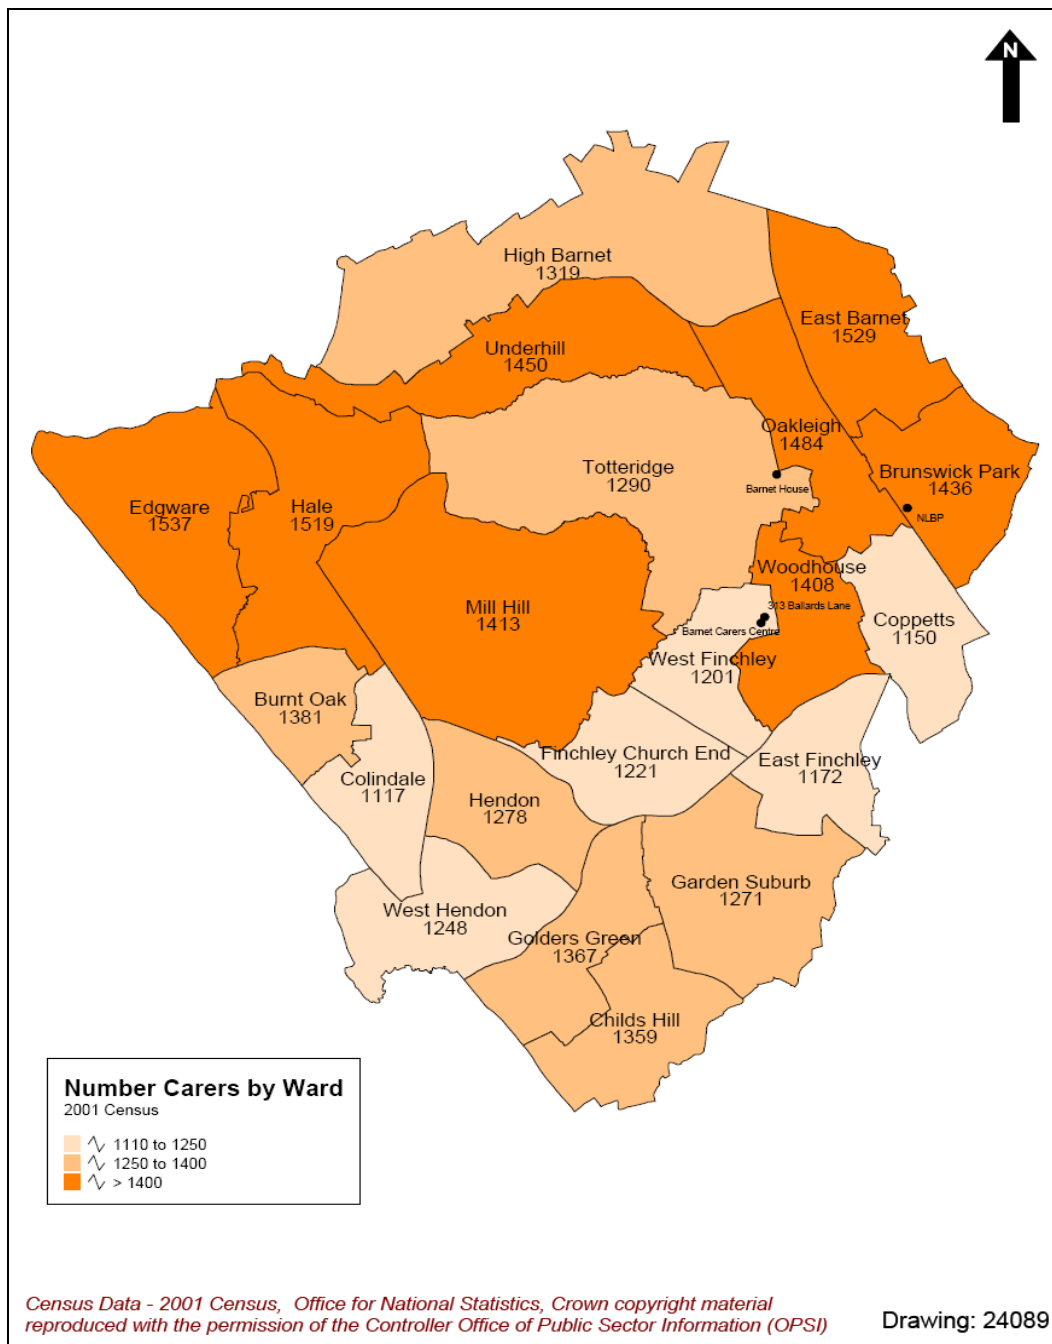 N
High Barnet
1319
East Barnet
1529
Underhill
1450
Oakleigh
1484
Totteridge
1290
Barnet House
Brunswick Park
1436
NLBP
Edgware
1537
Hale
1519
Woodhouse
1408
Mill Hill
1413
313 Ballards Lane
Barnet Carers Centre
Coppetts
1150
West Finchley
1201
Burnt Oak
1381
Finchley Church End
1221
East Finchley
1172
Colindale
1117
Hendon
1278
Garden Suburb
1271
West Hendon
1248
Golders Green
1367
Childs Hill
1359
Number Carers by Ward
2001 Census
1110 to 1250
1250 to 1400
> 1400
Census Data - 2001 Census, Office for National Statistics, Crown copyright material
reproduced with the permission of the Controller Office of Public Sector Information (OPSI)
Drawing: 24089